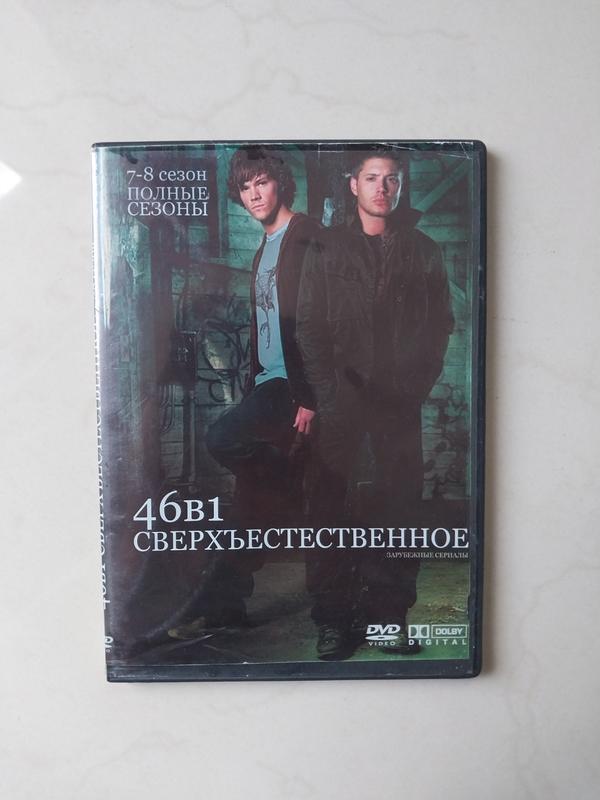 7-8 сезон
ПОЛНЫЕ
СЕЗОНЫ
46в1
СВЕРХЪЕСТЕСТВЕННОЕ
ЗАРУБЕЖНЫЕ СЕРИАЛЫ
DVD
VIDEO
DOLBY
DIGITAL